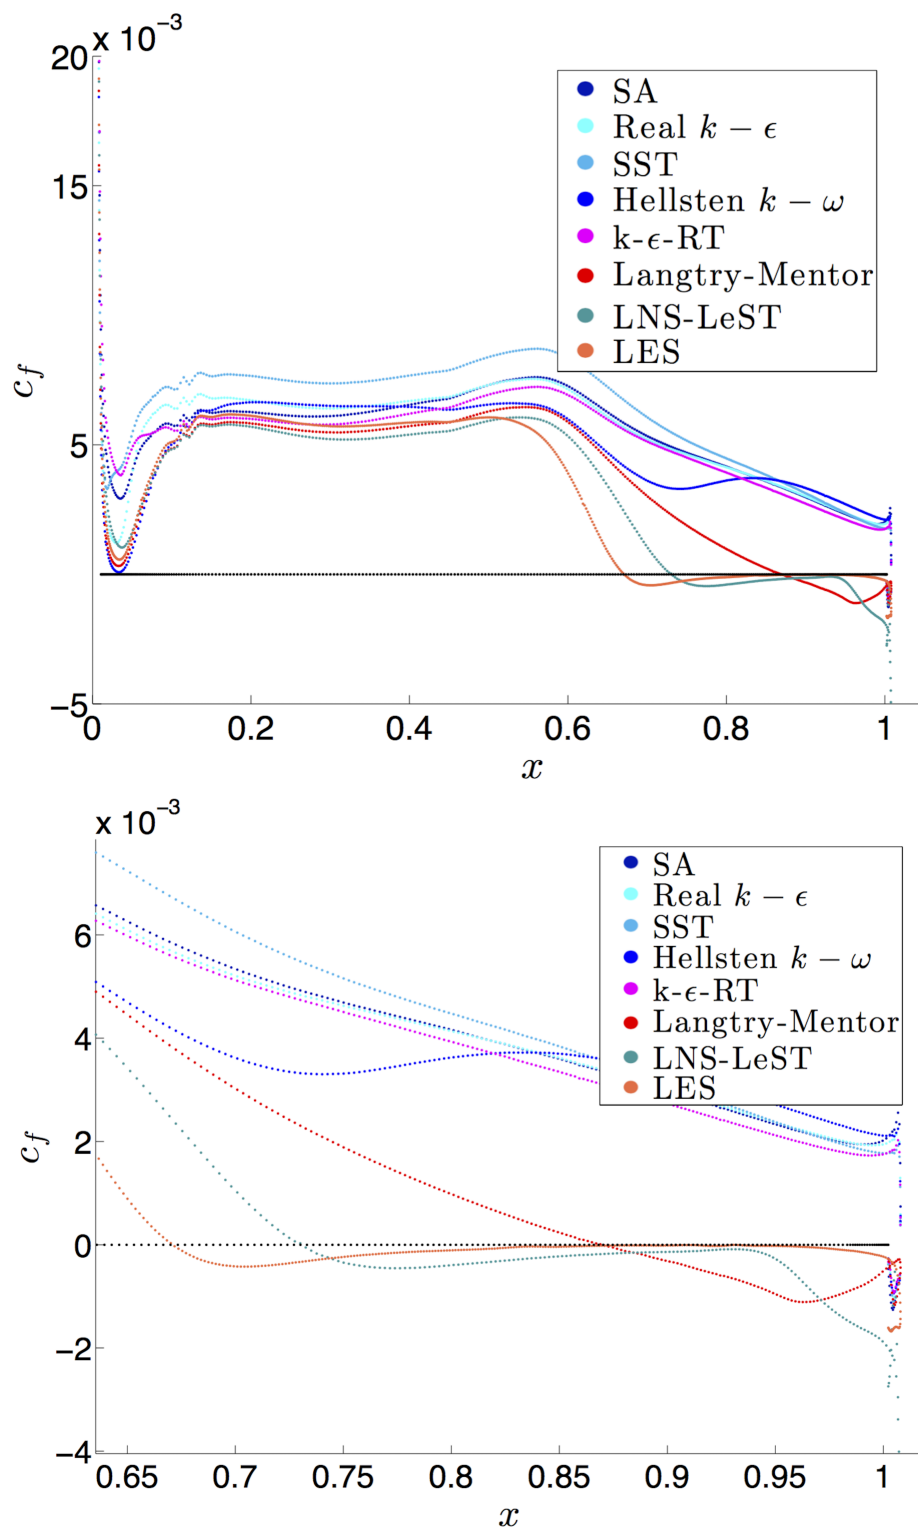 x 10⁻³
20
15
5
−5
c_f
SA
Real k − ϵ
SST
Hellsten k − ω
k-ϵ-RT
Langtry-Mentor
LNS-LeST
LES
0 0.2 0.4 0.6 0.8 1
x
x 10⁻³
6
4
2
0
−2
−4
c_f
SA
Real k − ϵ
SST
Hellsten k − ω
k-ϵ-RT
Langtry-Mentor
LNS-LeST
LES
0.65 0.7 0.75 0.8 0.85 0.9 0.95 1
x